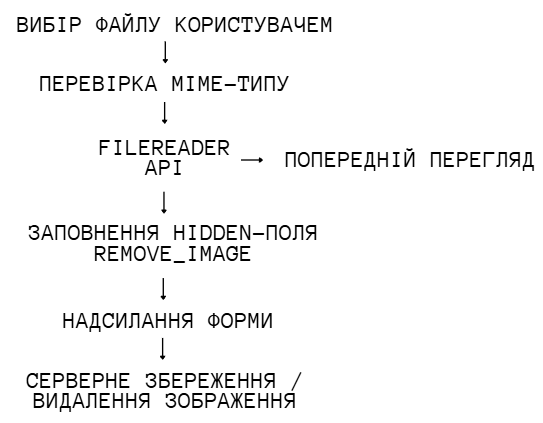 ВИБІР ФАЙЛУ КОРИСТУВАЧЕМ
ПЕРЕВІРКА MIME-ТИПУ
FILEREADER
API
ПОПЕРЕДНІЙ ПЕРЕГЛЯД
ЗАПОВНЕННЯ HIDDEN-ПОЛЯ
REMOVE_IMAGE
НАДСИЛАННЯ ФОРМИ
СЕРВЕРНЕ ЗБЕРЕЖЕННЯ /
ВИДАЛЕННЯ ЗОБРАЖЕННЯ